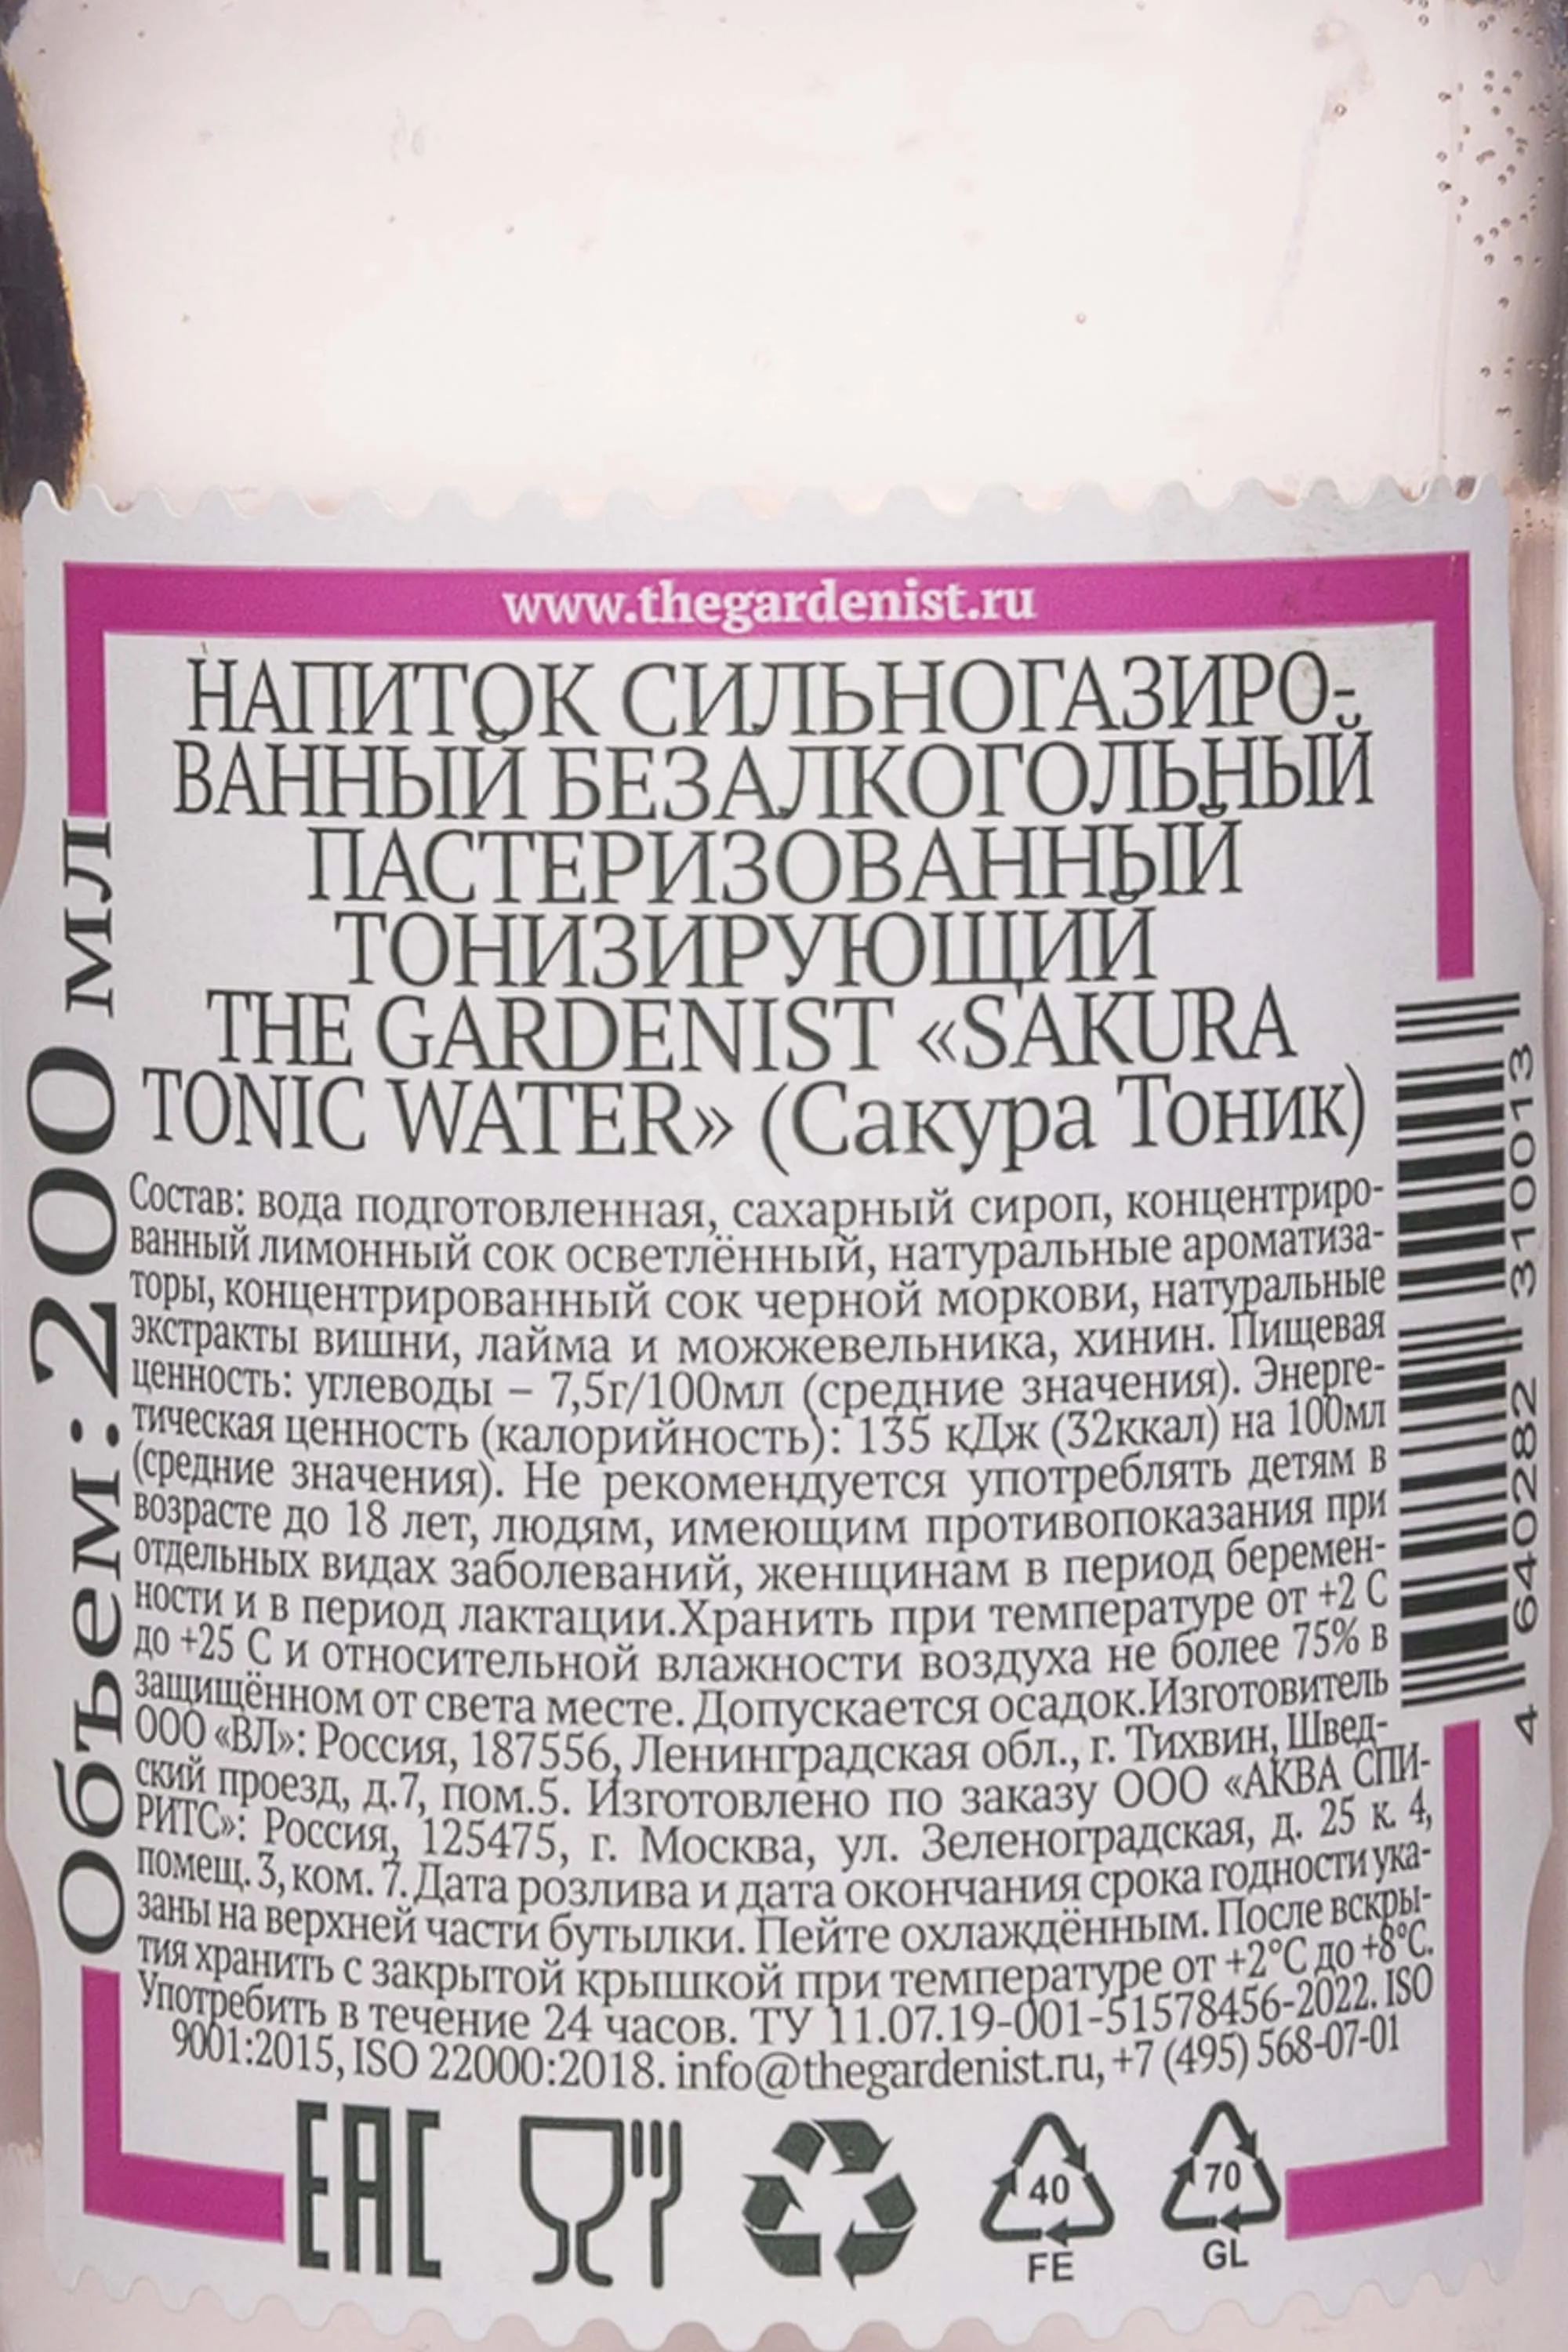 www.thegardenist.ru
НАПИТОК СИЛЬНОГАЗИРО-
ВАННЫЙ БЕЗАЛКОГОЛЬНЫЙ
ПАСТЕРИЗОВАННЫЙ
ТОНИЗИРУЮЩИЙ
THE GARDENIST «SAKURA
TONIC WATER» (Сакура Тоник)
Состав: вода подготовленная, сахарный сироп, концентриро-
ванный лимонный сок осветлённый, натуральные ароматиза-
торы, концентрированный сок черной моркови, натуральные
экстракты вишни, лайма и можжевельника, хинин. Пищевая
ценность: углеводы – 7,5г/100мл (средние значения). Энерге-
тическая ценность (калорийность): 135 кДж (32ккал) на 100мл
(средние значения). Не рекомендуется употреблять детям в
возрасте до 18 лет, людям, имеющим противопоказания при
отдельных видах заболеваний, женщинам в период беремен-
ности и в период лактации.Хранить при температуре от +2 С
до +25 С и относительной влажности воздуха не более 75% в
защищённом от света месте. Допускается осадок.Изготовитель
ООО «ВЛ»: Россия, 187556, Ленинградская обл., г. Тихвин, Швед-
ский проезд, д.7, пом.5. Изготовлено по заказу ООО «АКВА СПИ-
РИТС»: Россия, 125475, г. Москва, ул. Зеленоградская, д. 25 к. 4,
помещ. 3, ком. 7. Дата розлива и дата окончания срока годности ука-
заны на верхней части бутылки. Пейте охлаждённым. После вскры-
тия хранить с закрытой крышкой при температуре от +2°С до +8°С.
Употребить в течение 24 часов. ТУ 11.07.19-001-51578456-2022. ISO
9001:2015, ISO 22000:2018. info@thegardenist.ru, +7 (495) 568-07-01
Объем: 200 мл
4 640282 310013
EAC
40
FE
70
GL